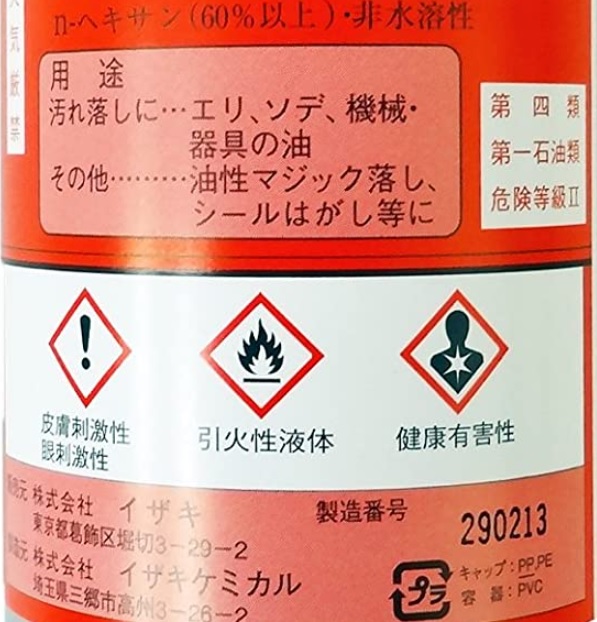 火気厳禁
n-ヘキサン(60%以上)・非水溶性
用途
汚れ落しに…エリ、ソデ、機械・
器具の油
その他………油性マジック落し、
シールはがし等に
第四類
第一石油類
危険等級Ⅱ
皮膚刺激性
眼刺激性
引火性液体
健康有害性
株式会社 イザキ
東京都葛飾区堀切3-29-2
株式会社 イザキケミカル
埼玉県三郷市高州3-26-2
製造番号
290213
プラ
キャップ:PP,PE
容器:PVC